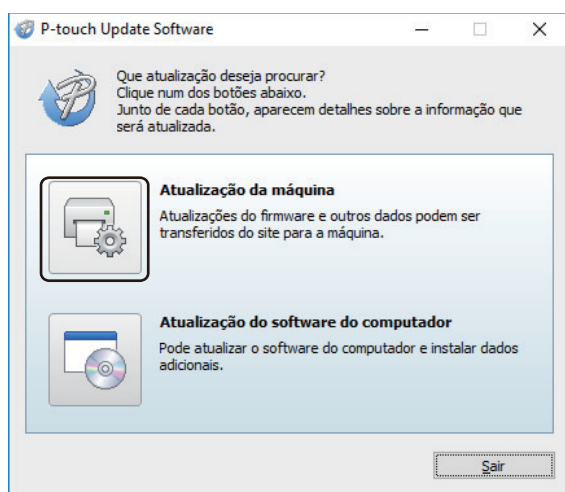 P-touch Update Software
Que atualização deseja procurar?
Clique num dos botões abaixo.
Junto de cada botão, aparecem detalhes sobre a informação que
será atualizada.
Atualização da máquina
Atualizações do firmware e outros dados podem ser
transferidos do site para a máquina.
Atualização do software do computador
Pode atualizar o software do computador e instalar dados
adicionais.
Sair